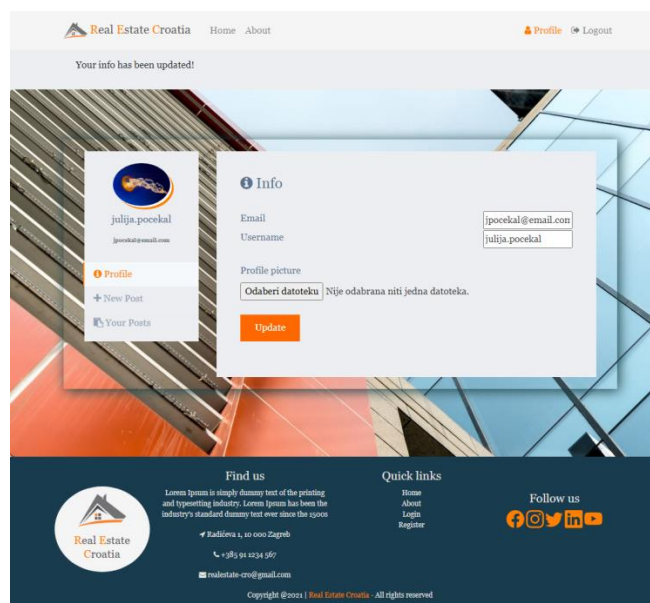 Real Estate Croatia Home About Profile Logout
Your info has been updated!
julija.pocekal
jpocekal@email.com
Profile
New Post
Your Posts
Info
Email jpocekal@email.com
Username julija.pocekal
Profile picture
Odaberi datoteku Nije odabrana niti jedna datoteka.
Update
Real Estate
Croatia
Find us
Lorem Ipsum is simply dummy text of the printing
and typesetting industry. Lorem Ipsum has been the
industry's standard dummy text ever since the 1500s
Radićeva 1, 10 000 Zagreb
+385 91 1234 567
realestate-cro@gmail.com
Quick links
Home
About
Login
Register
Follow us
Copyright @2021 | Real Estate Croatia - All rights reserved